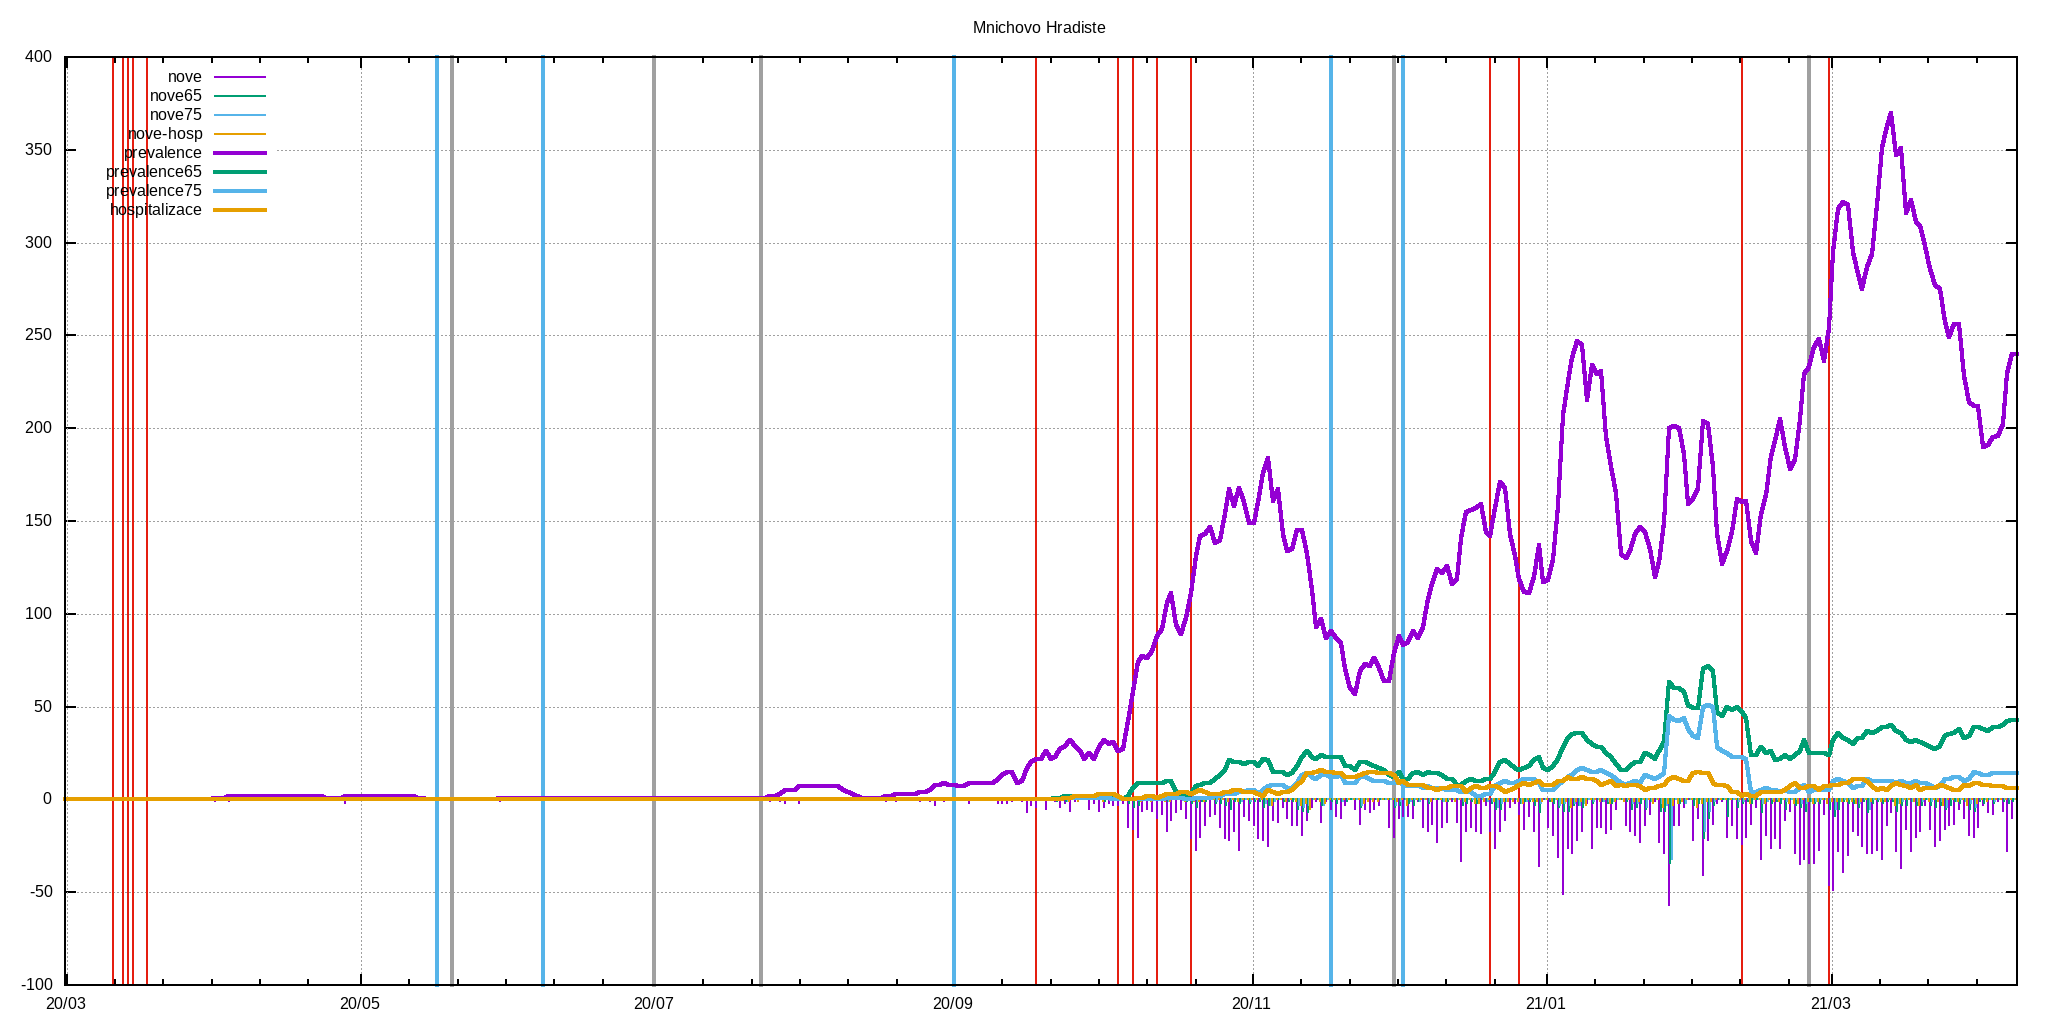 Mnichovo Hradiste
400
350
300
250
200
150
100
50
0
-50
-100
nove
nove65
nove75
nove-hosp
prevalence
prevalence65
prevalence75
hospitalizace
20/03 20/05 20/07 20/09 20/11 21/01 21/03